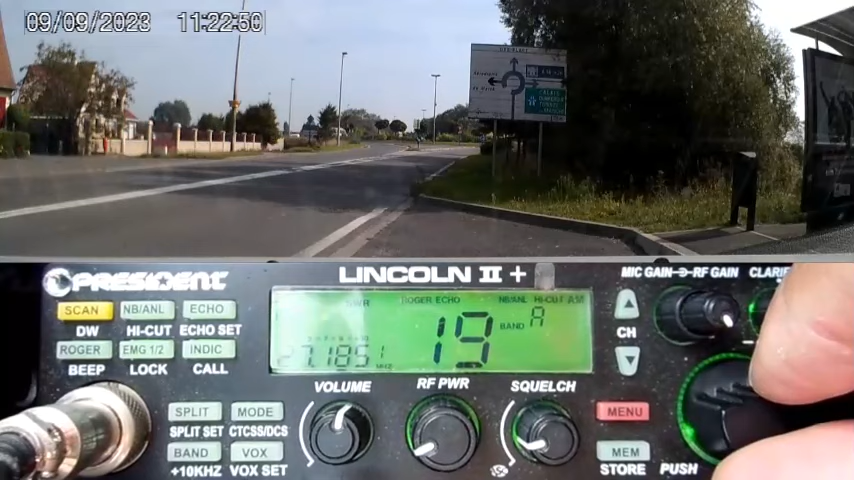 09/09/2023 11:22:50
CALAIS
PRESIDENT LINCOLN II + MIC GAIN RF GAIN CLARIF
SCAN NB/ANL ECHO
DW HI-CUT ECHO SET
ROGER EMG 1/2 INDIC
BEEP LOCK CALL
ROGER ECHO NB/ANL HI-CUT AM
19 BAND A
27.185
CH
VOLUME RF PWR SQUELCH
SPLIT MODE
SPLIT SET CTCSS/DCS
SPLIT VOX
+10KHZ VOX SET
MENU
MEM
STORE PUSH